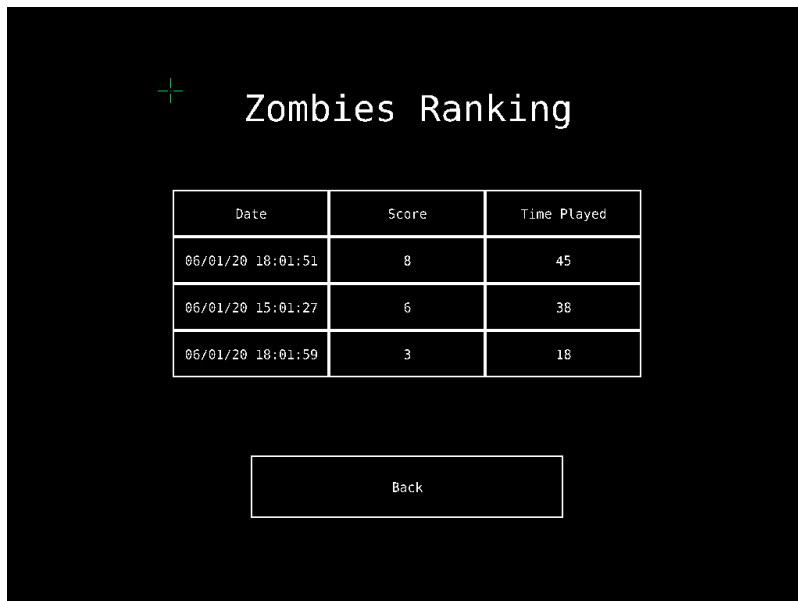 Zombies Ranking
Date Score Time Played
06/01/20 18:01:51 8 45
06/01/20 15:01:27 6 38
06/01/20 18:01:59 3 18
Back